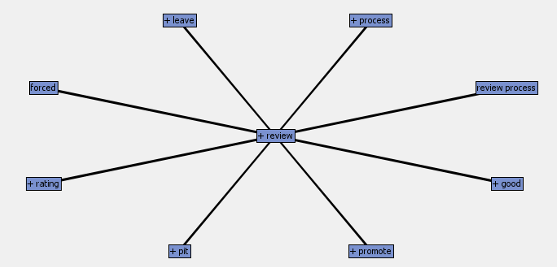 + leave
+ process
forced
review process
+ review
+ rating
+ good
+ pit
+ promote